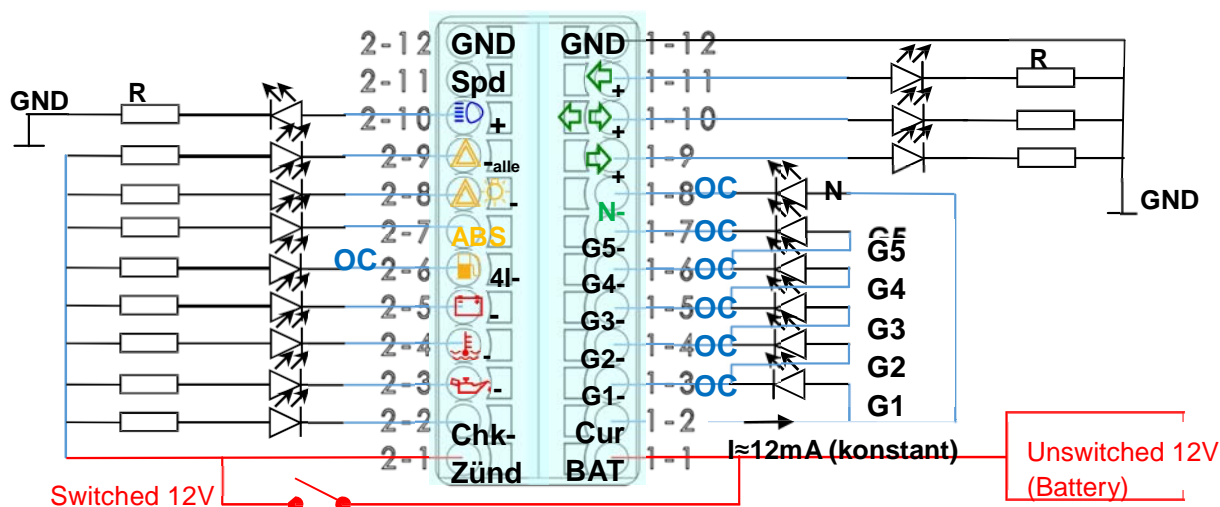 2-12 GND GND 1-12
2-11 Spd + 1-11 R
GND R 2-10 + + 1-10
2-9 -alle + 1-9
2-8 - N- 1-8 OC N GND
2-7 ABS G5- 1-7 OC G5
G5
OC 2-6 4l- G4- 1-6 OC G4
2-5 - G3- 1-5 OC G3
2-4 - G2- 1-4 OC G2
2-3 - G1- 1-3 OC G1
2-2 Chk- Cur 1-2
I≈12mA (konstant)
2-1 Zünd BAT 1-1
Unswitched 12V
(Battery)
Switched 12V